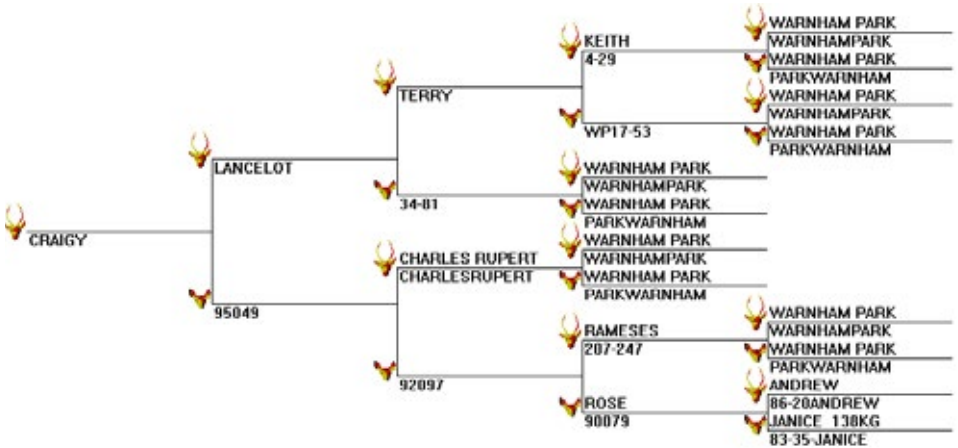 WARNHAM PARK
KEITH
WARNHAMPARK
4-29
WARNHAM PARK
PARKWARNHAM
TERRY
WARNHAM PARK
WARNHAMPARK
WP17-53
WARNHAM PARK
PARKWARNHAM
LANCELOT
WARNHAM PARK
WARNHAMPARK
34-81
WARNHAM PARK
PARKWARNHAM
CRAIGY
WARNHAM PARK
CHARLES RUPERT
WARNHAMPARK
CHARLESRUPERT
WARNHAM PARK
PARKWARNHAM
95049
WARNHAM PARK
RAMESES
WARNHAMPARK
207-247
WARNHAM PARK
PARKWARNHAM
92097
ANDREW
ROSE
86-20ANDREW
90079
JANICE 138KG
83-35-JANICE